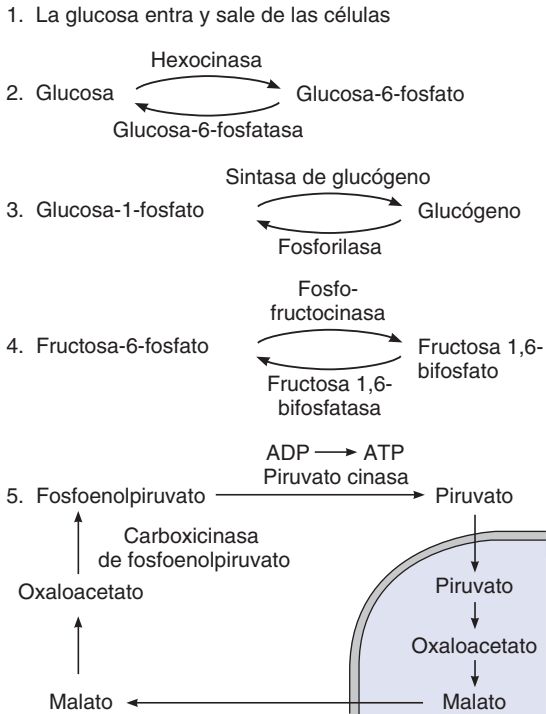 1. La glucosa entra y sale de las células
Hexocinasa
2. Glucosa
Glucosa-6-fosfato
Glucosa-6-fosfatasa
Sintasa de glucógeno
3. Glucosa-1-fosfato
Glucógeno
Fosforilasa
Fosfo-
fructocinasa
4. Fructosa-6-fosfato
Fructosa 1,6-
bifosfato
Fructosa 1,6-
bifosfatasa
ADP → ATP
Piruvato cinasa
5. Fosfoenolpiruvato
Piruvato
Carboxicinasa
de fosfoenolpiruvato
Oxaloacetato
Piruvato
Oxaloacetato
Malato
Malato